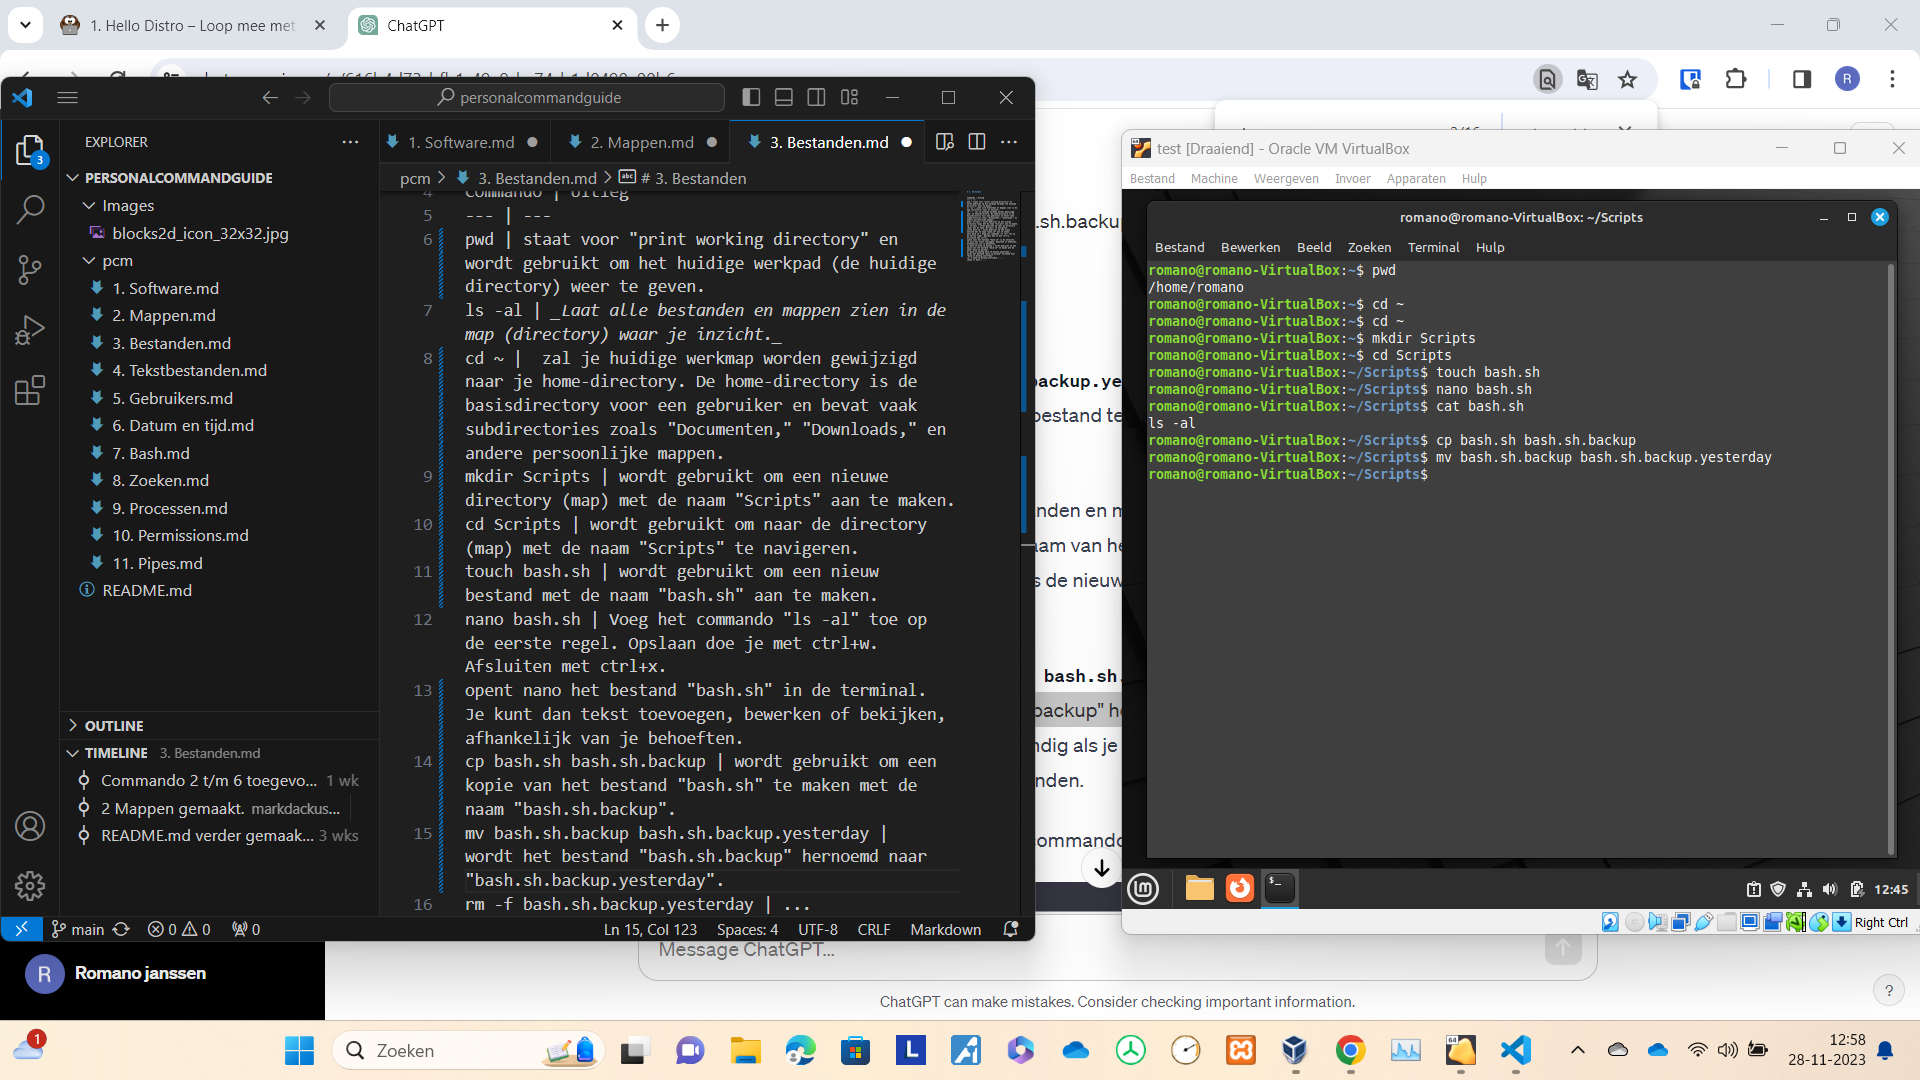 1. Hello Distro – Loop mee met
ChatGPT
personalcommandguide
EXPLORER
1. Software.md
2. Mappen.md
3. Bestanden.md
pcm
3. Bestanden.md
# 3. Bestanden
3
PERSONALCOMMANDGUIDE
Images
blocks2d_icon_32x32.jpg
pcm
1. Software.md
2. Mappen.md
3. Bestanden.md
4. Tekstbestanden.md
5. Gebruikers.md
6. Datum en tijd.md
7. Bash.md
8. Zoeken.md
9. Processen.md
10. Permissions.md
11. Pipes.md
README.md
OUTLINE
TIMELINE 3. Bestanden.md
Commando 2 t/m 6 toegevo... 1 wk
2 Mappen gemaakt. markdackus...
README.md verder gemaak... 3 wks
4 Commando | Uitleg
5 --- | ---
6 pwd | staat voor "print working directory" en
wordt gebruikt om het huidige werkpad (de huidige
directory) weer te geven.
7 ls -al | _Laat alle bestanden en mappen zien in de
map (directory) waar je inzicht._
8 cd ~ |  zal je huidige werkmap worden gewijzigd
naar je home-directory. De home-directory is de
basisdirectory voor een gebruiker en bevat vaak
subdirectories zoals "Documenten," "Downloads," en
andere persoonlijke mappen.
9 mkdir Scripts | wordt gebruikt om een nieuwe
directory (map) met de naam "Scripts" aan te maken.
10 cd Scripts | wordt gebruikt om naar de directory
(map) met de naam "Scripts" te navigeren.
11 touch bash.sh | wordt gebruikt om een nieuw
bestand met de naam "bash.sh" aan te maken.
12 nano bash.sh | Voeg het commando "ls -al" toe op
de eerste regel. Opslaan doe je met ctrl+w.
Afsluiten met ctrl+x.
13 opent nano het bestand "bash.sh" in de terminal.
Je kunt dan tekst toevoegen, bewerken of bekijken,
afhankelijk van je behoeften.
14 cp bash.sh bash.sh.backup | wordt gebruikt om een
kopie van het bestand "bash.sh" te maken met de
naam "bash.sh.backup".
15 mv bash.sh.backup bash.sh.backup.yesterday |
wordt het bestand "bash.sh.backup" hernoemd naar
"bash.sh.backup.yesterday".
16 rm -f bash.sh.backup.yesterday | ...
main
0 0
0
Ln 15, Col 123
Spaces: 4
UTF-8
CRLF
Markdown
.sh.backup
backup.ye
bestand te
bash.sh.
backup" h
ndig als je
nden.
R
test [Draaiend] - Oracle VM VirtualBox
Bestand Machine Weergeven Invoer Apparaten Hulp
romano@romano-VirtualBox: ~/Scripts
Bestand Bewerken Beeld Zoeken Terminal Hulp
romano@romano-VirtualBox:~$ pwd
/home/romano
romano@romano-VirtualBox:~$ cd ~
romano@romano-VirtualBox:~$ cd ~
romano@romano-VirtualBox:~$ mkdir Scripts
romano@romano-VirtualBox:~$ cd Scripts
romano@romano-VirtualBox:~/Scripts$ touch bash.sh
romano@romano-VirtualBox:~/Scripts$ nano bash.sh
romano@romano-VirtualBox:~/Scripts$ cat bash.sh
ls -al
romano@romano-VirtualBox:~/Scripts$ cp bash.sh bash.sh.backup
romano@romano-VirtualBox:~/Scripts$ mv bash.sh.backup bash.sh.backup.yesterday
romano@romano-VirtualBox:~/Scripts$
12:45
Right Ctrl
R Romano janssen
Message ChatGPT...
ChatGPT can make mistakes. Consider checking important information.
?
1
Zoeken
12:58
28-11-2023